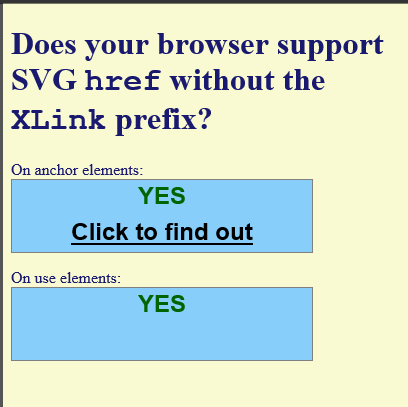 Does your browser support
SVG href without the
XLink prefix?
On anchor elements:
YES
Click to find out
On use elements:
YES